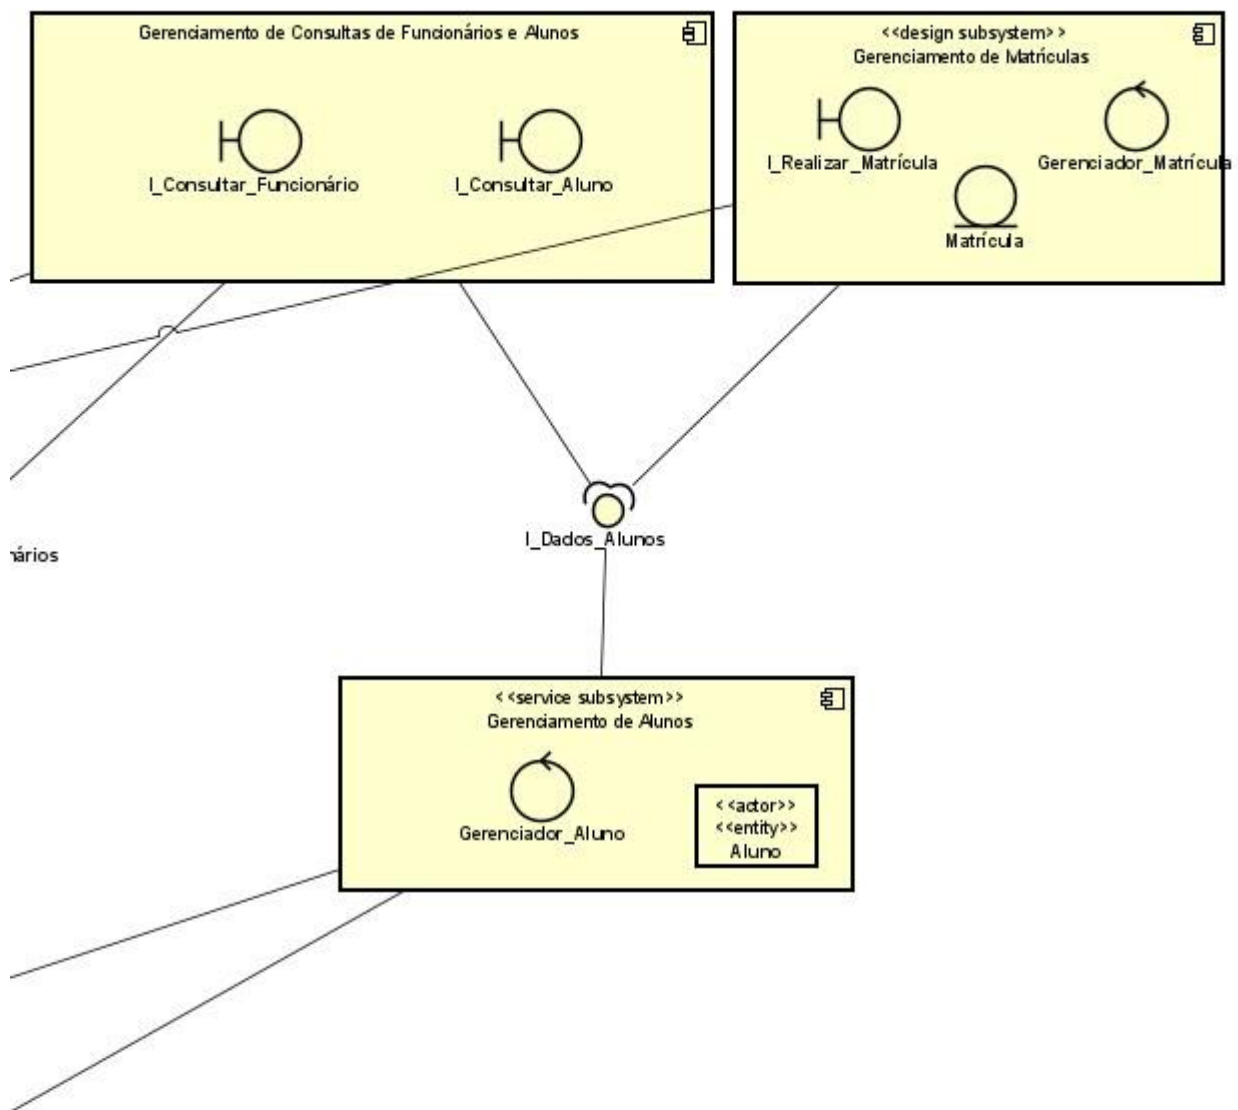 Gerenciamento de Consultas de Funcionários e Alunos
I_Consultar_Funcionário
I_Consultar_Aluno
<<design subsystem>>
Gerenciamento de Matrículas
I_Realizar_Matrícula
Gerenciador_Matrícula
Matrícula
I_Dados_Alunos
nários
<<service subsystem>>
Gerenciamento de Alunos
Gerenciador_Aluno
<<actor>>
<<entity>>
Aluno